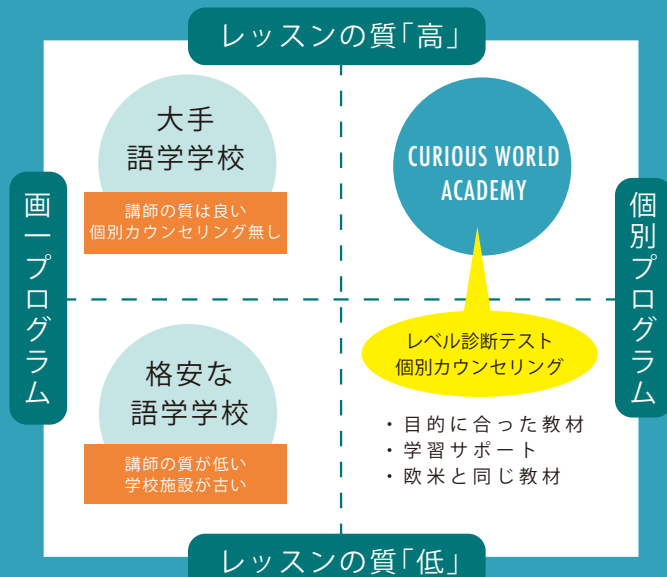 レッスンの質「高」
大手
語学学校
講師の質は良い
個別カウンセリング無し
CURIOUS WORLD
ACADEMY
画一プログラム
個別プログラム
レベル診断テスト
個別カウンセリング
格安な
語学学校
講師の質が低い
学校施設が古い
・目的に合った教材
・学習サポート
・欧米と同じ教材
レッスンの質「低」